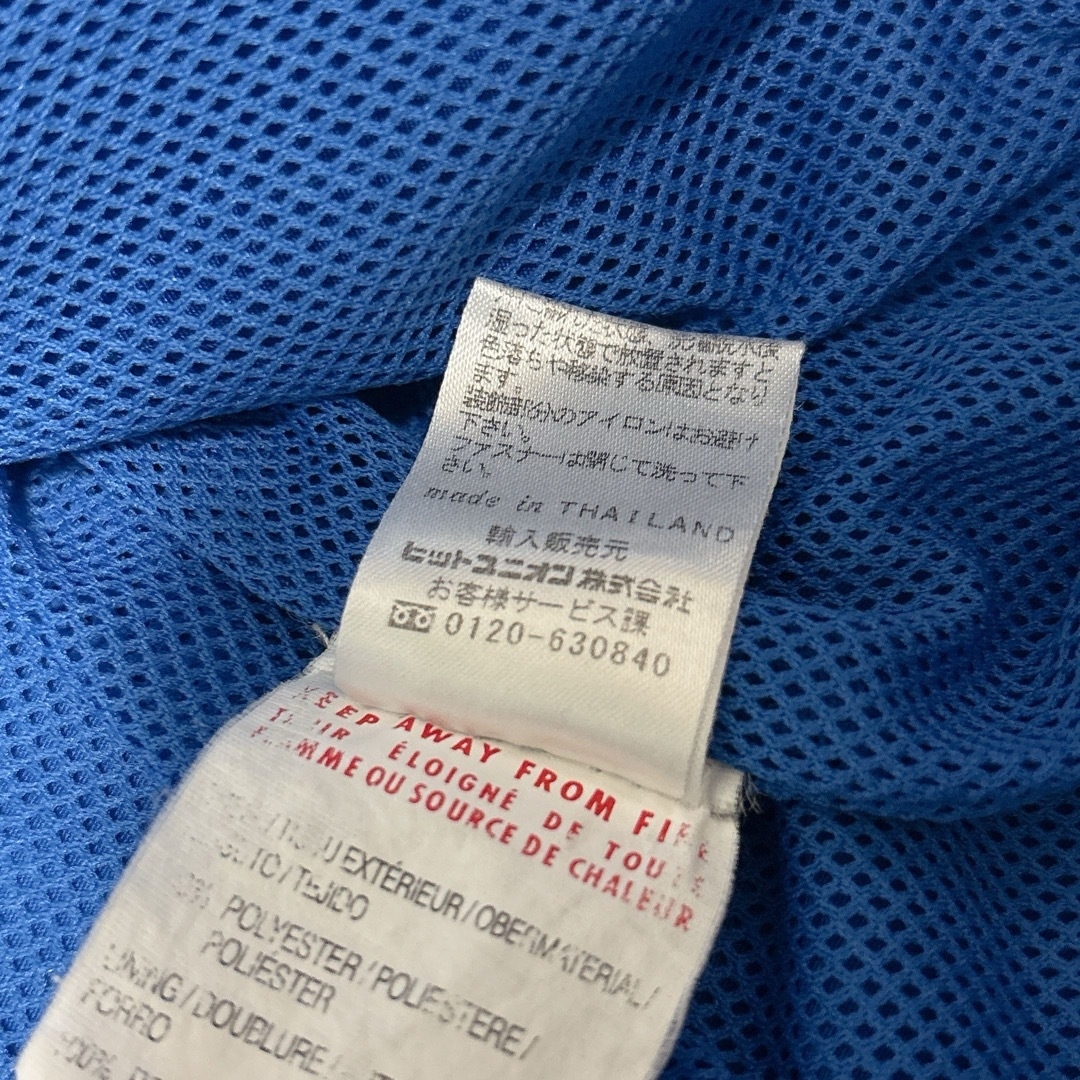 湿った状態で放置されますと
色落ちや移染する原因となり
ます。
装飾部分のアイロンはお避け
下さい。
ファスナーは閉じて洗って下
さい。
made in THAILAND
輸入販売元
ヒットユニオン株式会社
お客様サービス課
0120-630840
KEEP AWAY FROM FIRE
TENIR ÉLOIGNÉ DE TOUTE
FLAMME OU SOURCE DE CHALEUR
EXTÉRIEUR/OBERMATERIAL/
/TEJIDO
POLYESTER/POLIESTERE/
POLIÉSTER
LINING/DOUBLURE/
FORRO
100%